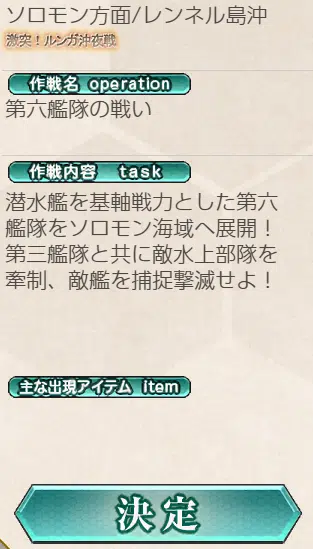 ソロモン方面/レンネル島沖
激突！ルンガ沖夜戦
作戦名 operation
第六艦隊の戦い
作戦内容 task
潜水艦を基軸戦力とした第六
艦隊をソロモン海域へ展開！
第三艦隊と共に敵水上部隊を
牽制、敵艦を捕捉撃滅せよ！
主な出現アイテム item
決定